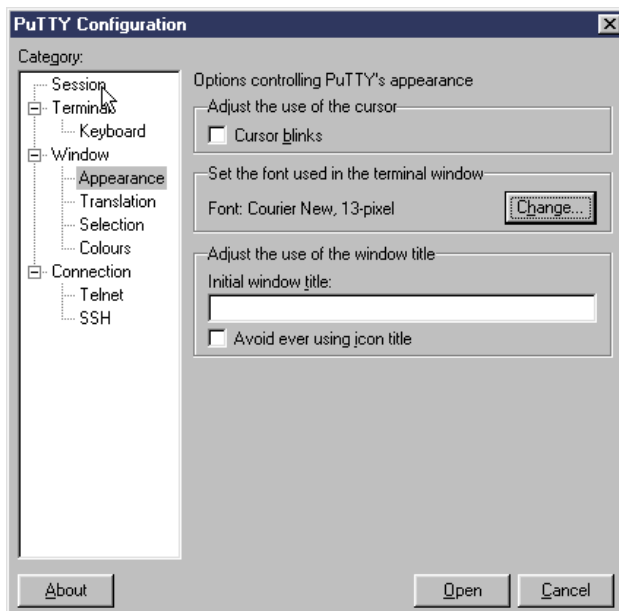 PuTTY Configuration
Category:
Session
Terminal
Keyboard
Window
Appearance
Translation
Selection
Colours
Connection
Telnet
SSH
Options controlling PuTTY's appearance
Adjust the use of the cursor
Cursor blinks
Set the font used in the terminal window
Font: Courier New, 13-pixel
Change...
Adjust the use of the window title
Initial window title:
Avoid ever using icon title
About
Open
Cancel